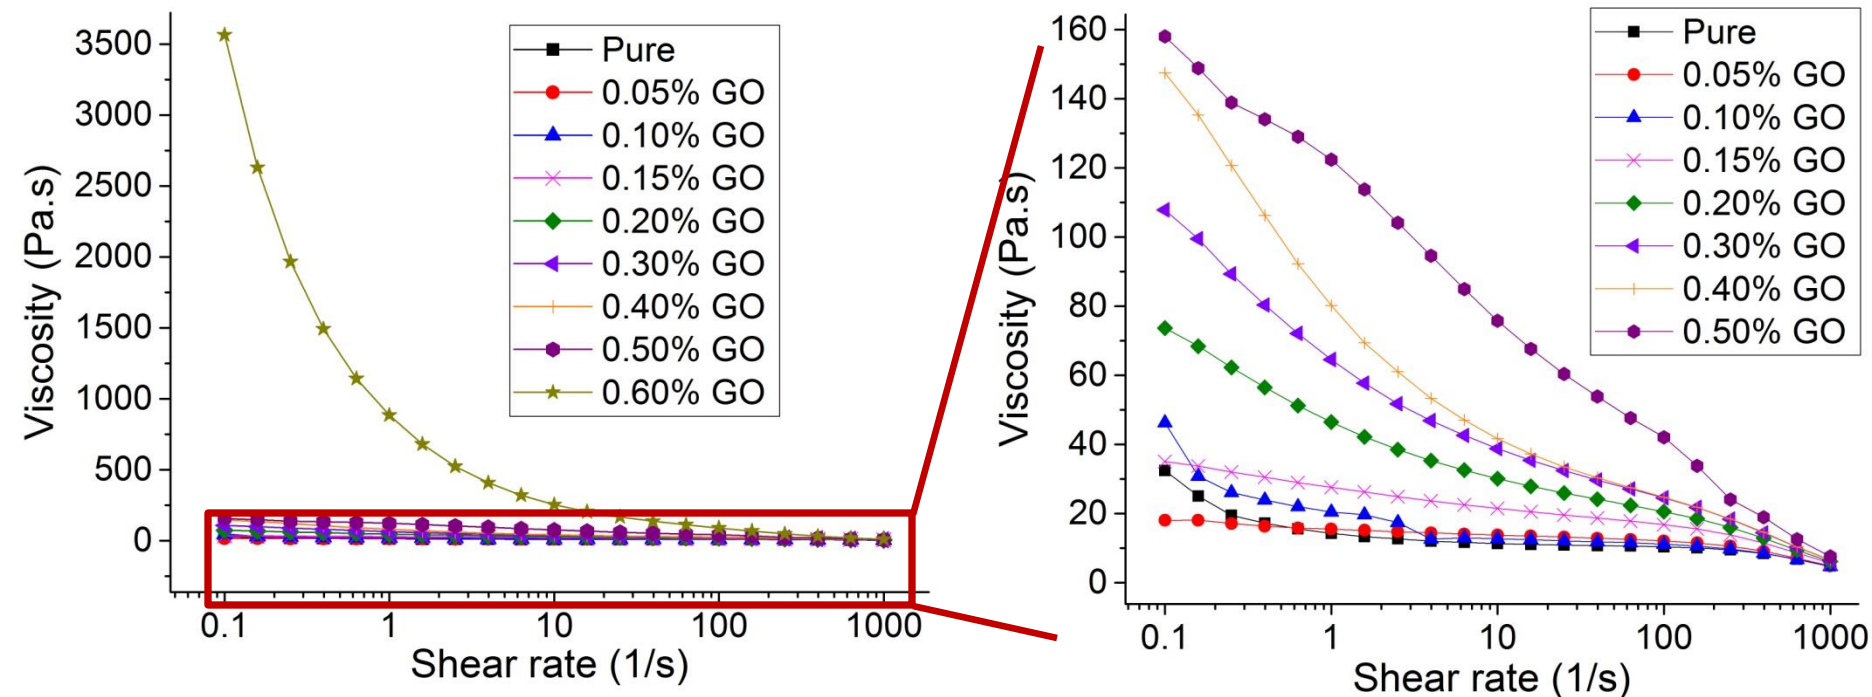 3500
3000
2500
2000
1500
1000
500
0
Viscosity (Pa.s)
0.1
1
10
100
1000
Shear rate (1/s)
Pure
0.05% GO
0.10% GO
0.15% GO
0.20% GO
0.30% GO
0.40% GO
0.50% GO
0.60% GO
160
140
120
100
80
60
40
20
0
Viscosity (Pa.s)
0.1
1
10
100
1000
Shear rate (1/s)
Pure
0.05% GO
0.10% GO
0.15% GO
0.20% GO
0.30% GO
0.40% GO
0.50% GO